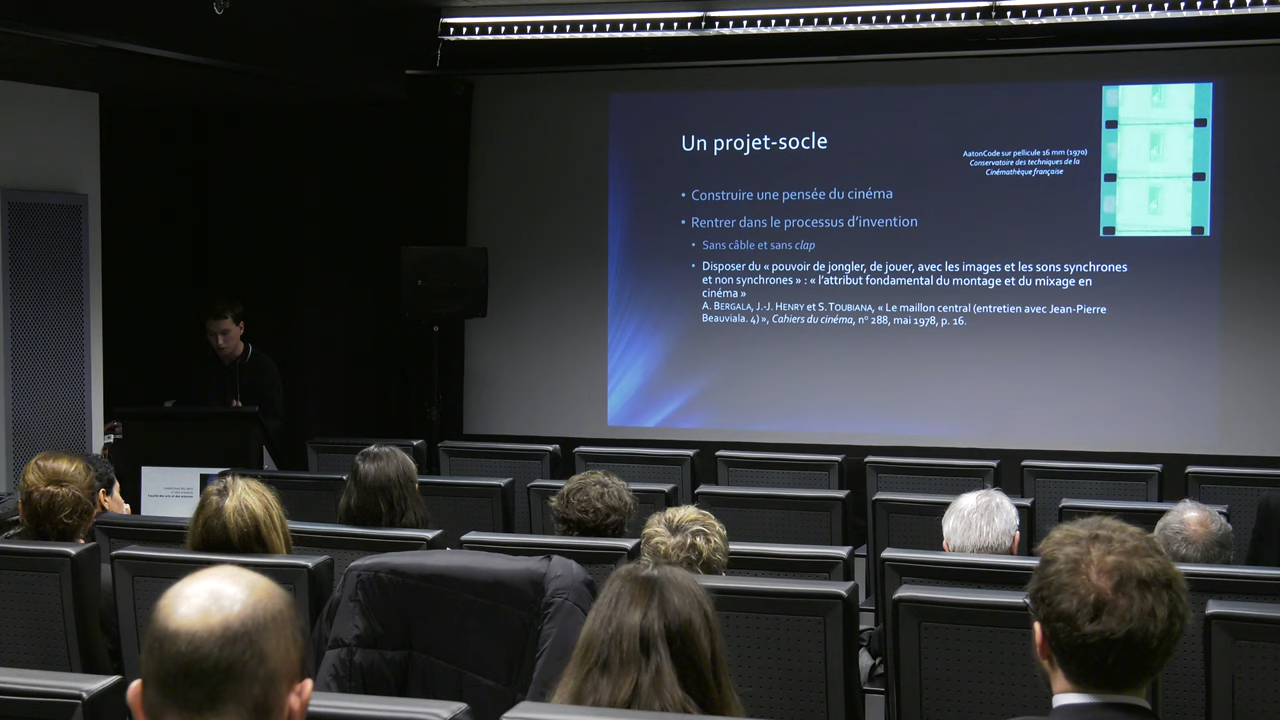 Un projet-socle
AatonCode sur pellicule 16 mm (1970)
Conservatoire des techniques de la
Cinémathèque française
• Construire une pensée du cinéma
• Rentrer dans le processus d'invention
• Sans câble et sans clap
• Disposer du « pouvoir de jongler, de jouer, avec les images et les sons synchrones
et non synchrones » : « l'attribut fondamental du montage et du mixage en
cinéma »
A. BERGALA, J.-J. HENRY et S. TOUBIANA, « Le maillon central (entretien avec Jean-Pierre
Beauviala. 4) », Cahiers du cinéma, n° 288, mai 1978, p. 16.